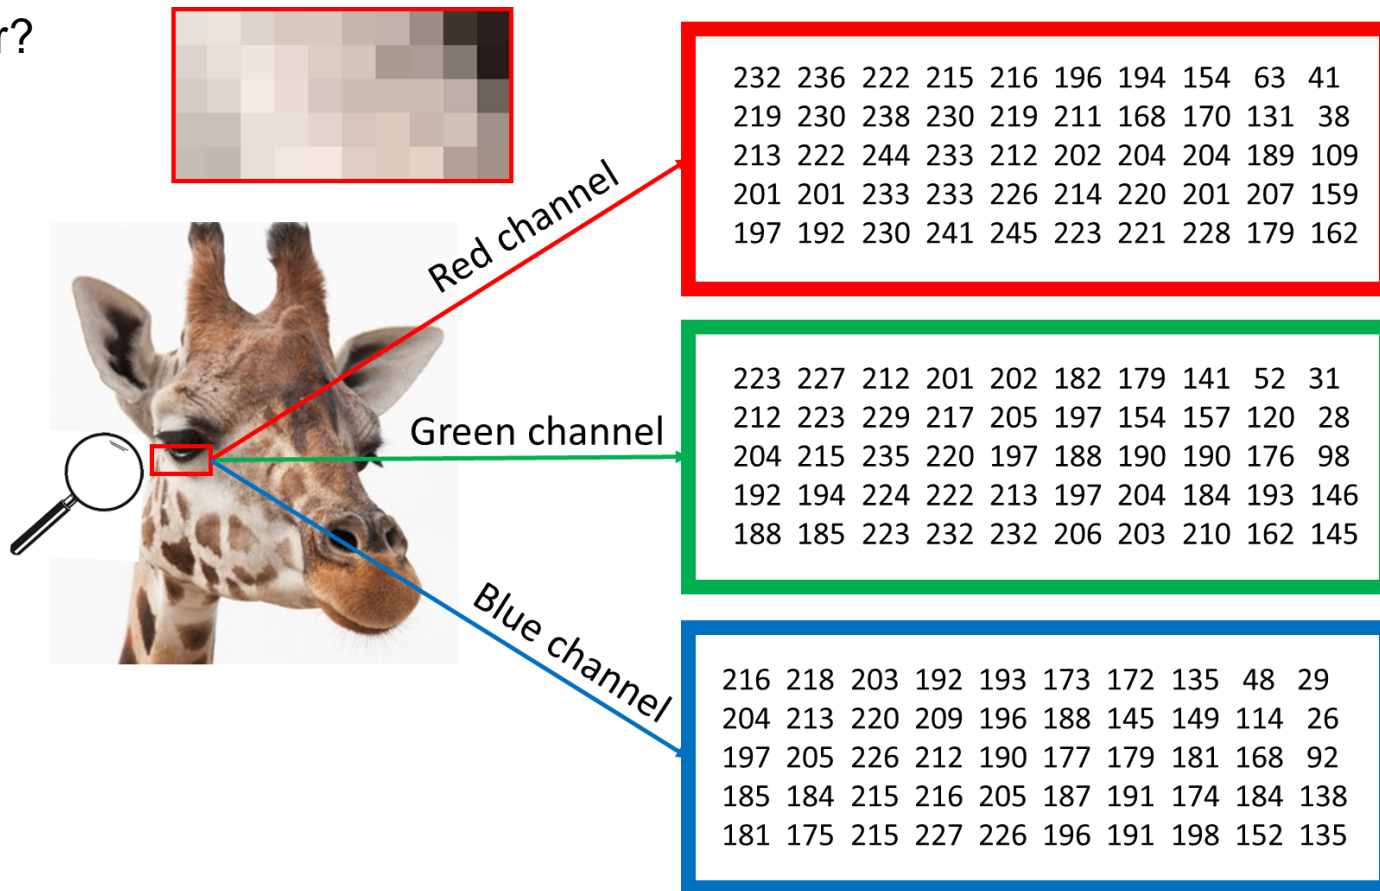 r?
232 236 222 215 216 196 194 154 63 41
219 230 238 230 219 211 168 170 131 38
213 222 244 233 212 202 204 204 189 109
201 201 233 233 226 214 220 201 207 159
197 192 230 241 245 223 221 228 179 162
Red channel
Green channel
223 227 212 201 202 182 179 141 52 31
212 223 229 217 205 197 154 157 120 28
204 215 235 220 197 188 190 190 176 98
192 194 224 222 213 197 204 184 193 146
188 185 223 232 232 206 203 210 162 145
Blue channel
216 218 203 192 193 173 172 135 48 29
204 213 220 209 196 188 145 149 114 26
197 205 226 212 190 177 179 181 168 92
185 184 215 216 205 187 191 174 184 138
181 175 215 227 226 196 191 198 152 135